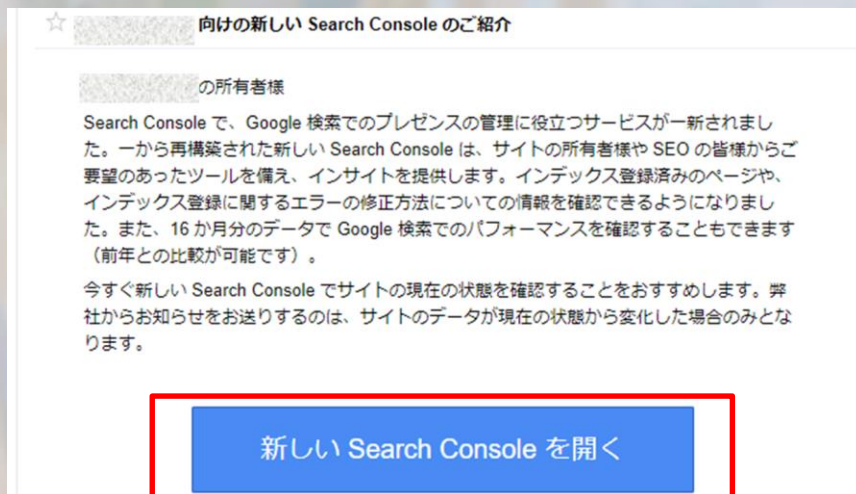 向けの新しい Search Console のご紹介
の所有者様
Search Console で、Google 検索でのプレゼンスの管理に役立つサービスが一新されまし
た。一から再構築された新しい Search Console は、サイトの所有者様や SEO の皆様からご
要望のあったツールを備え、インサイトを提供します。インデックス登録済みのページや、
インデックス登録に関するエラーの修正方法についての情報を確認できるようになりまし
た。また、16 か月分のデータで Google 検索でのパフォーマンスを確認することもできます
（前年との比較が可能です）。
今すぐ新しい Search Console でサイトの現在の状態を確認することをおすすめします。弊
社からお知らせをお送りするのは、サイトのデータが現在の状態から変化した場合のみとな
ります。
新しい Search Console を開く